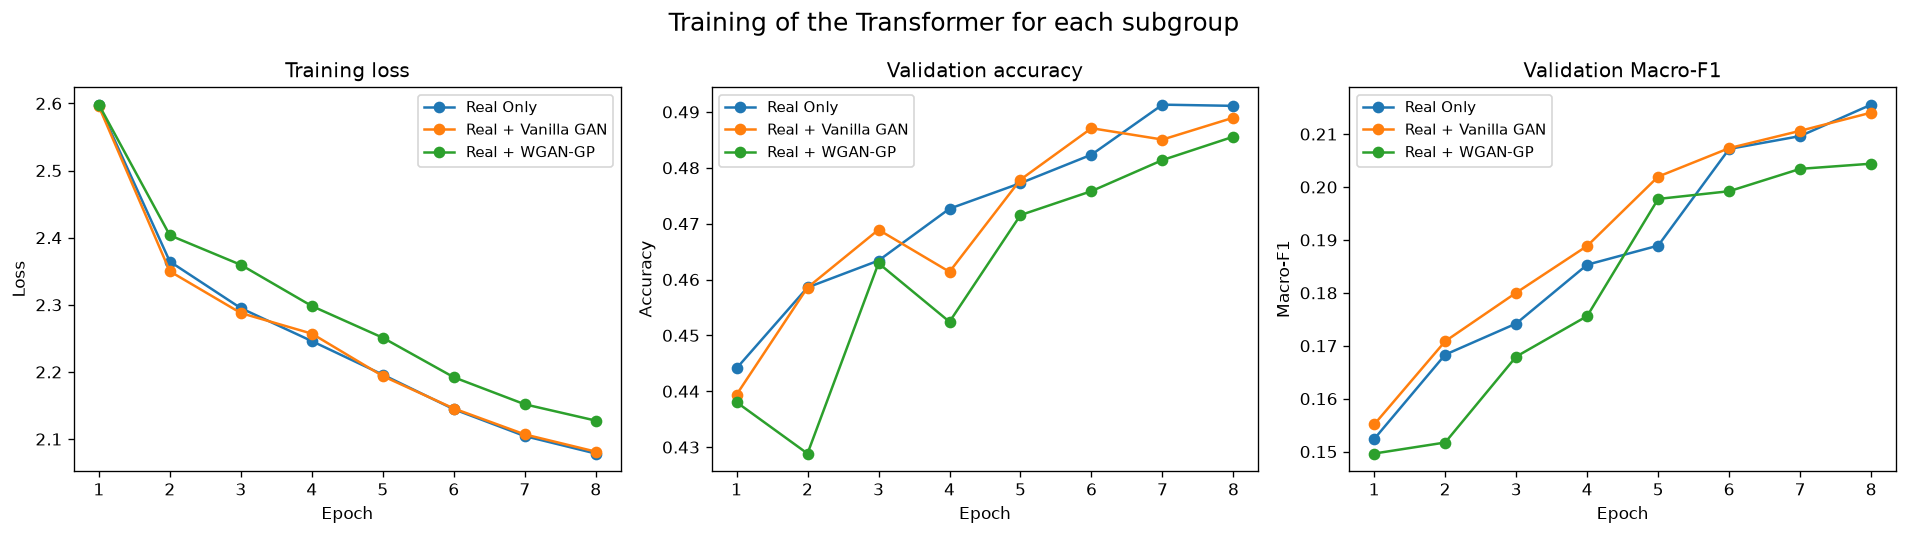 Training of the Transformer for each subgroup
Training loss
Real Only
Real + Vanilla GAN
Real + WGAN-GP
2.6
2.5
2.4
2.3
2.2
2.1
Loss
1 2 3 4 5 6 7 8
Epoch
Validation accuracy
Real Only
Real + Vanilla GAN
Real + WGAN-GP
0.49
0.48
0.47
0.46
0.45
0.44
0.43
Accuracy
1 2 3 4 5 6 7 8
Epoch
Validation Macro-F1
Real Only
Real + Vanilla GAN
Real + WGAN-GP
0.21
0.20
0.19
0.18
0.17
0.16
0.15
Macro-F1
1 2 3 4 5 6 7 8
Epoch